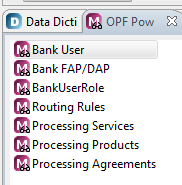 Data Dicti OPF Pow
Bank User
Bank FAP/DAP
BankUserRole
Routing Rules
Processing Services
Processing Products
Processing Agreements